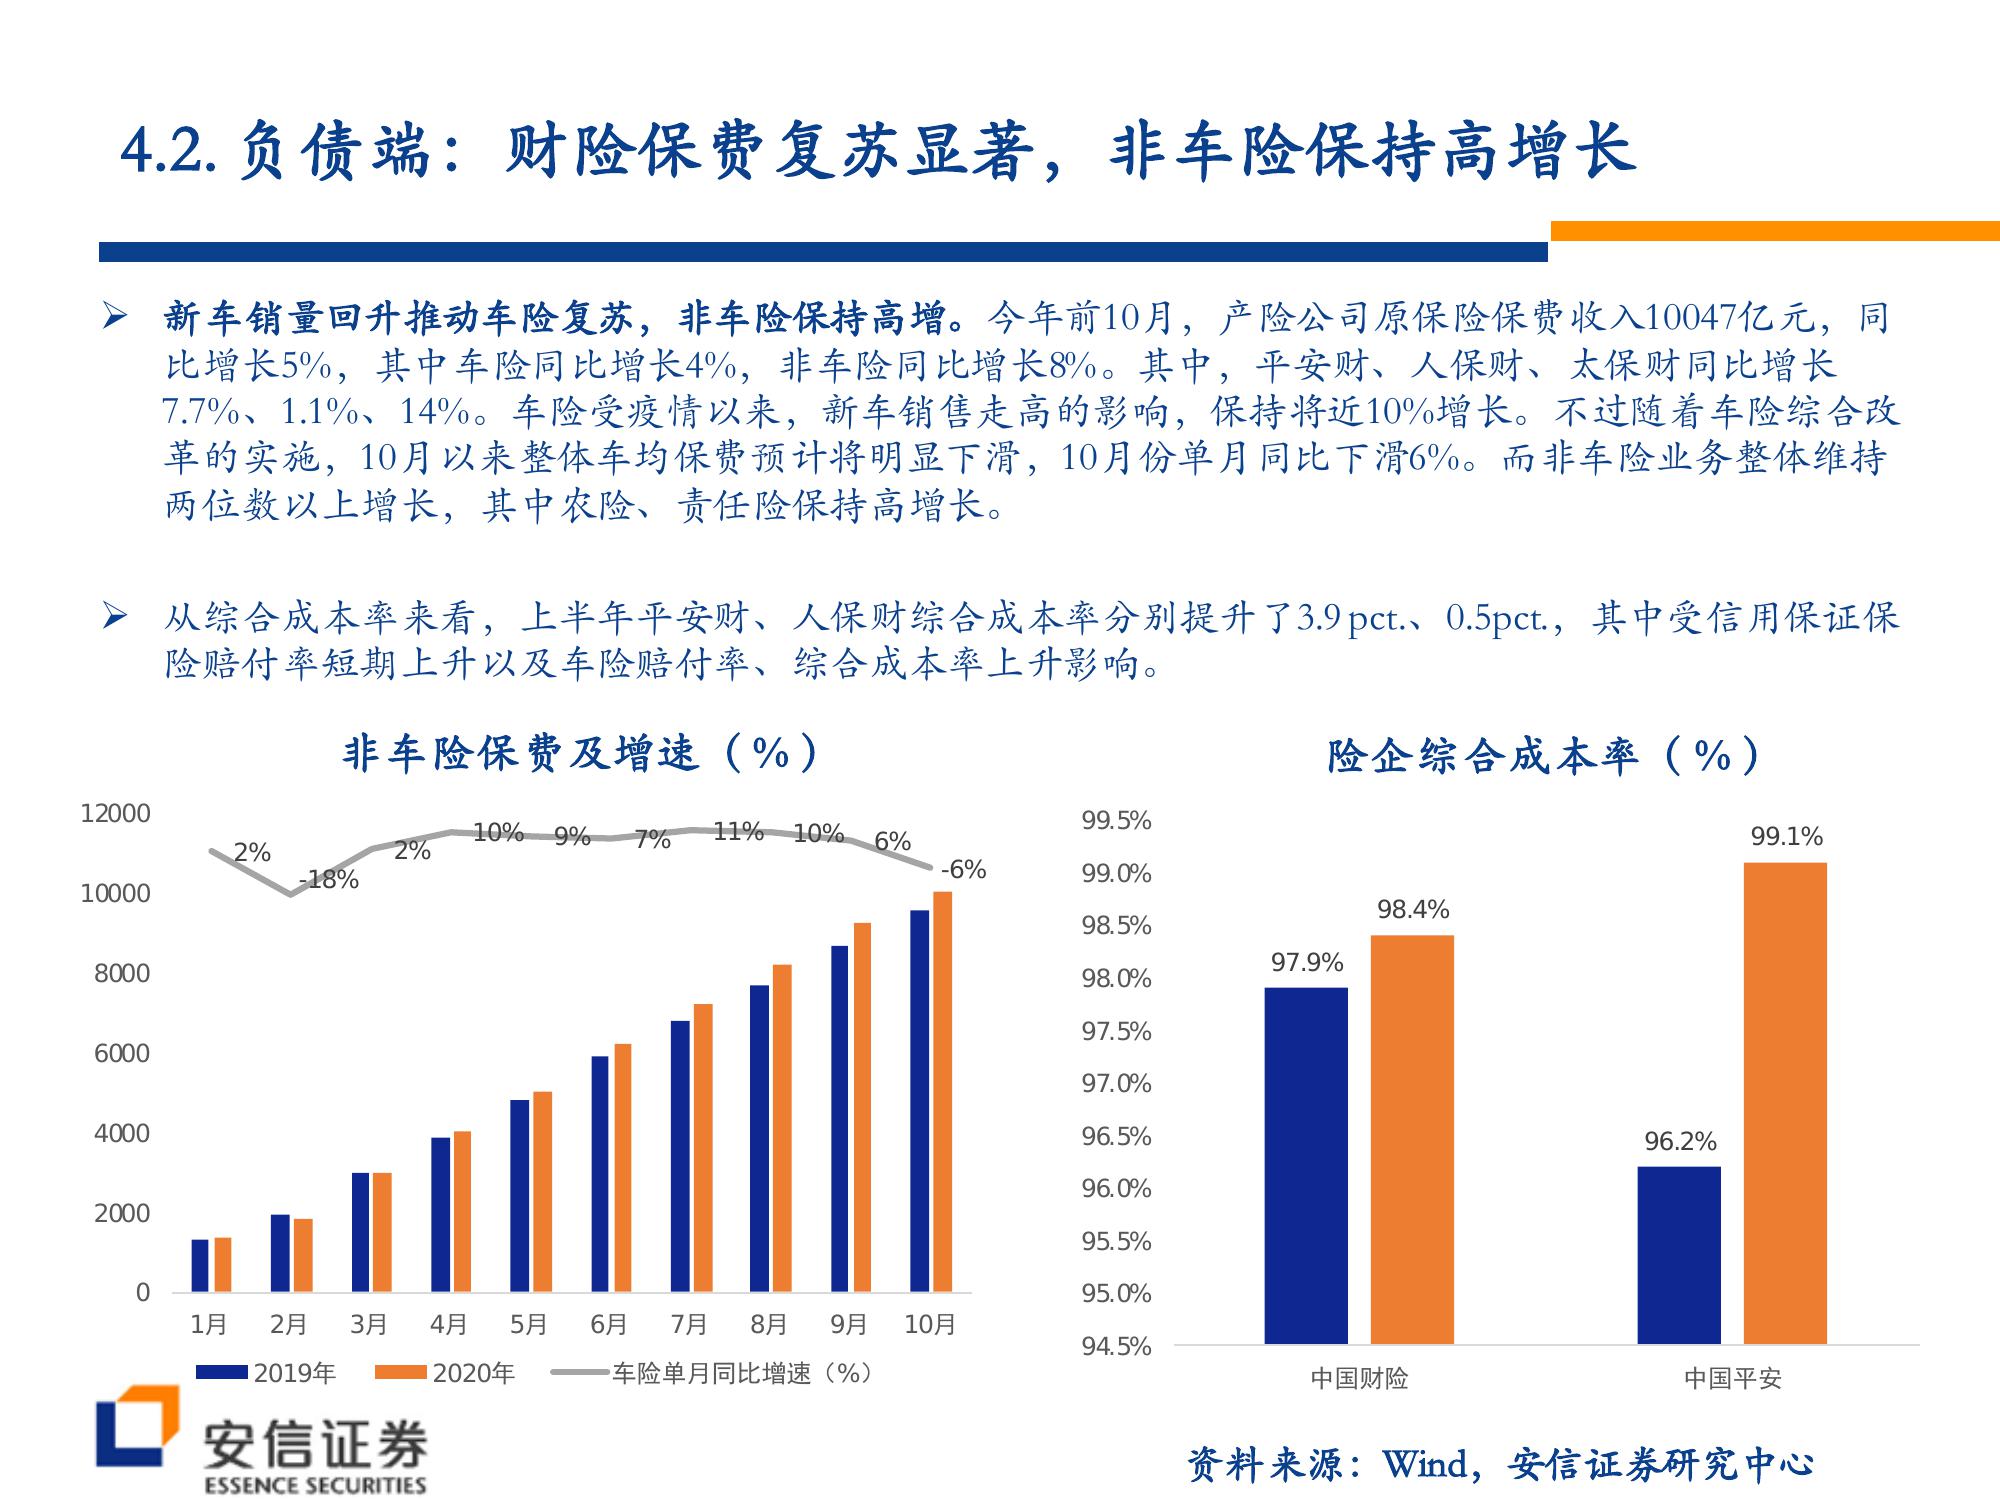 4.2. 负债端：财险保费复苏显著，非车险保持高增长
新车销量回升推动车险复苏，非车险保持高增。今年前10月，产险公司原保险保费收入10047亿元，同
比增长5%，其中车险同比增长4%，非车险同比增长8%。其中，平安财、人保财、太保财同比增长
7.7%、1.1%、14%。车险受疫情以来，新车销售走高的影响，保持将近10%增长。不过随着车险综合改
革的实施，10月以来整体车均保费预计将明显下滑，10月份单月同比下滑6%。而非车险业务整体维持
两位数以上增长，其中农险、责任险保持高增长。
从综合成本率来看，上半年平安财、人保财综合成本率分别提升了3.9 pct.、0.5pct.，其中受信用保证保
险赔付率短期上升以及车险赔付率、综合成本率上升影响。
非车险保费及增速（%）
12000
10000
8000
6000
4000
2000
0
2%
-18%
2%
10%
9%
7%
11%
10%
6%
-6%
1月 2月 3月 4月 5月 6月 7月 8月 9月 10月
2019年 2020年 车险单月同比增速（%）
险企综合成本率（%）
99.5%
99.0%
98.5%
98.0%
97.5%
97.0%
96.5%
96.0%
95.5%
95.0%
94.5%
97.9%
98.4%
96.2%
99.1%
中国财险 中国平安
安信证券
ESSENCE SECURITIES
资料来源：Wind，安信证券研究中心